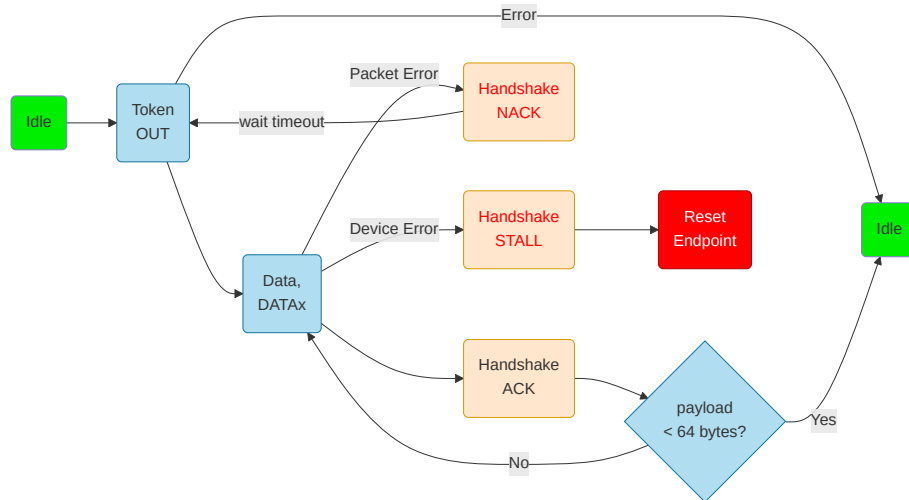 Error
Packet Error
Handshake
NACK
Idle
Token
OUT
wait timeout
Device Error
Handshake
STALL
Reset
Endpoint
Idle
Data,
DATAx
Handshake
ACK
payload
< 64 bytes?
Yes
No